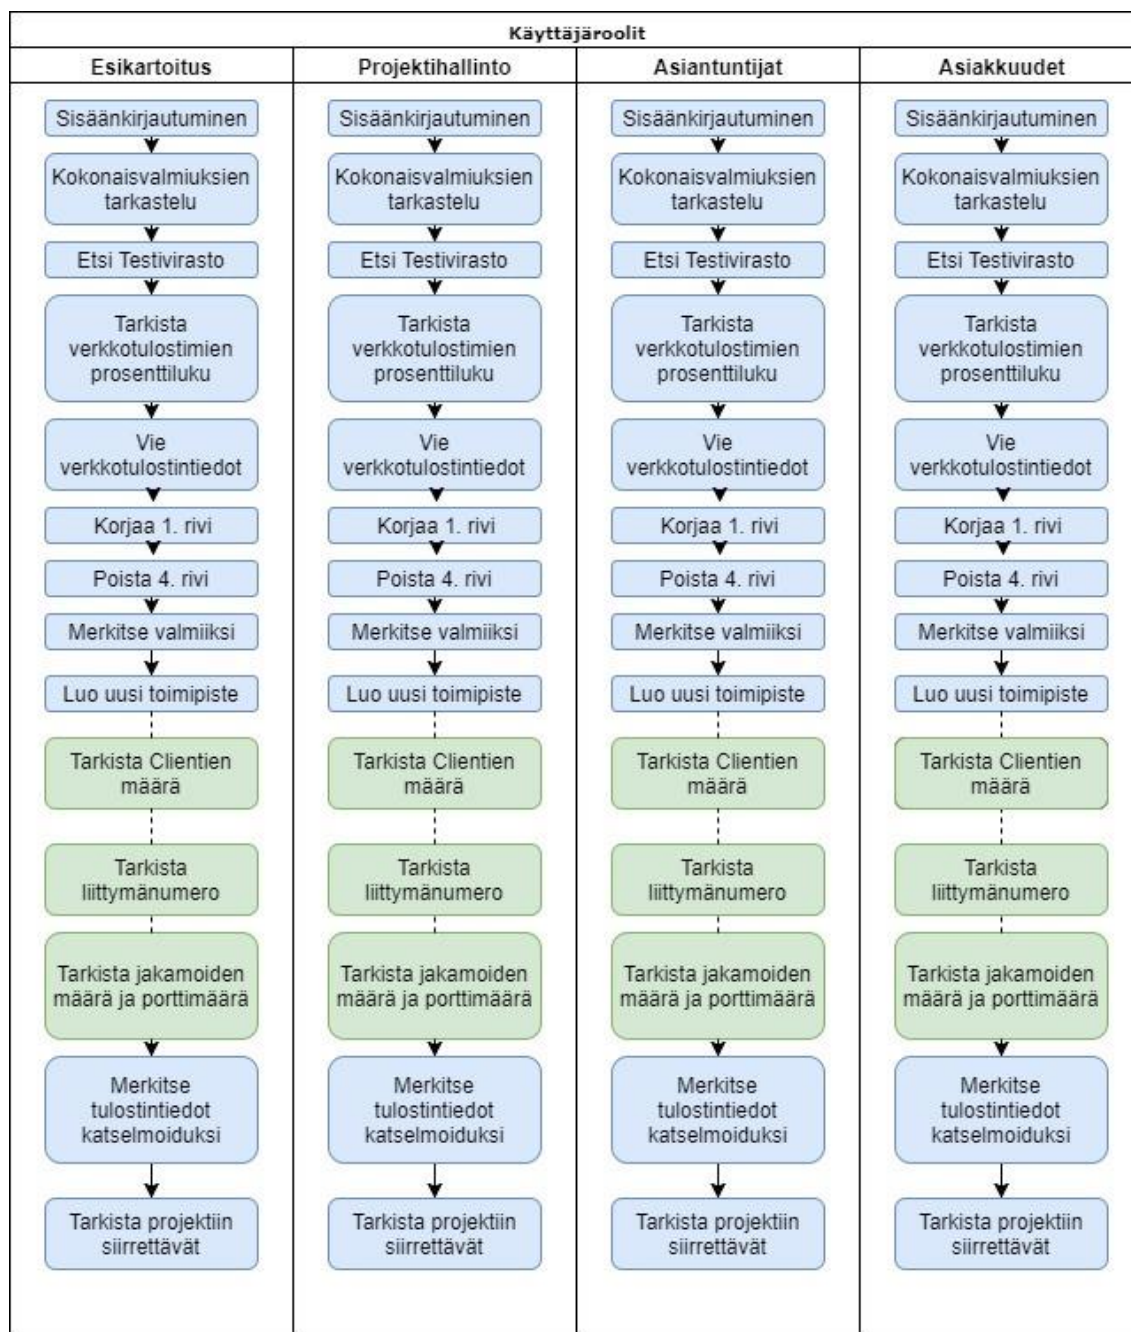 Käyttäjäroolit
Esikartoitus
Projektihallinto
Asiantuntijat
Asiakkuudet
Sisäänkirjautuminen
Kokonaisvalmiuksien
tarkastelu
Etsi Testivirasto
Tarkista
verkkotulostimien
prosenttiluku
Vie
verkkotulostintiedot
Korjaa 1. rivi
Poista 4. rivi
Merkitse valmiiksi
Luo uusi toimipiste
Tarkista Clientien
määrä
Tarkista
liittymänumero
Tarkista jakamoiden
määrä ja porttimäärä
Merkitse
tulostintiedot
katselmoiduksi
Tarkista projektiin
siirrettävät
Sisäänkirjautuminen
Kokonaisvalmiuksien
tarkastelu
Etsi Testivirasto
Tarkista
verkkotulostimien
prosenttiluku
Vie
verkkotulostintiedot
Korjaa 1. rivi
Poista 4. rivi
Merkitse valmiiksi
Luo uusi toimipiste
Tarkista Clientien
määrä
Tarkista
liittymänumero
Tarkista jakamoiden
määrä ja porttimäärä
Merkitse
tulostintiedot
katselmoiduksi
Tarkista projektiin
siirrettävät
Sisäänkirjautuminen
Kokonaisvalmiuksien
tarkastelu
Etsi Testivirasto
Tarkista
verkkotulostimien
prosenttiluku
Vie
verkkotulostintiedot
Korjaa 1. rivi
Poista 4. rivi
Merkitse valmiiksi
Luo uusi toimipiste
Tarkista Clientien
määrä
Tarkista
liittymänumero
Tarkista jakamoiden
määrä ja porttimäärä
Merkitse
tulostintiedot
katselmoiduksi
Tarkista projektiin
siirrettävät
Sisäänkirjautuminen
Kokonaisvalmiuksien
tarkastelu
Etsi Testivirasto
Tarkista
verkkotulostimien
prosenttiluku
Vie
verkkotulostintiedot
Korjaa 1. rivi
Poista 4. rivi
Merkitse valmiiksi
Luo uusi toimipiste
Tarkista Clientien
määrä
Tarkista
liittymänumero
Tarkista jakamoiden
määrä ja porttimäärä
Merkitse
tulostintiedot
katselmoiduksi
Tarkista projektiin
siirrettävät